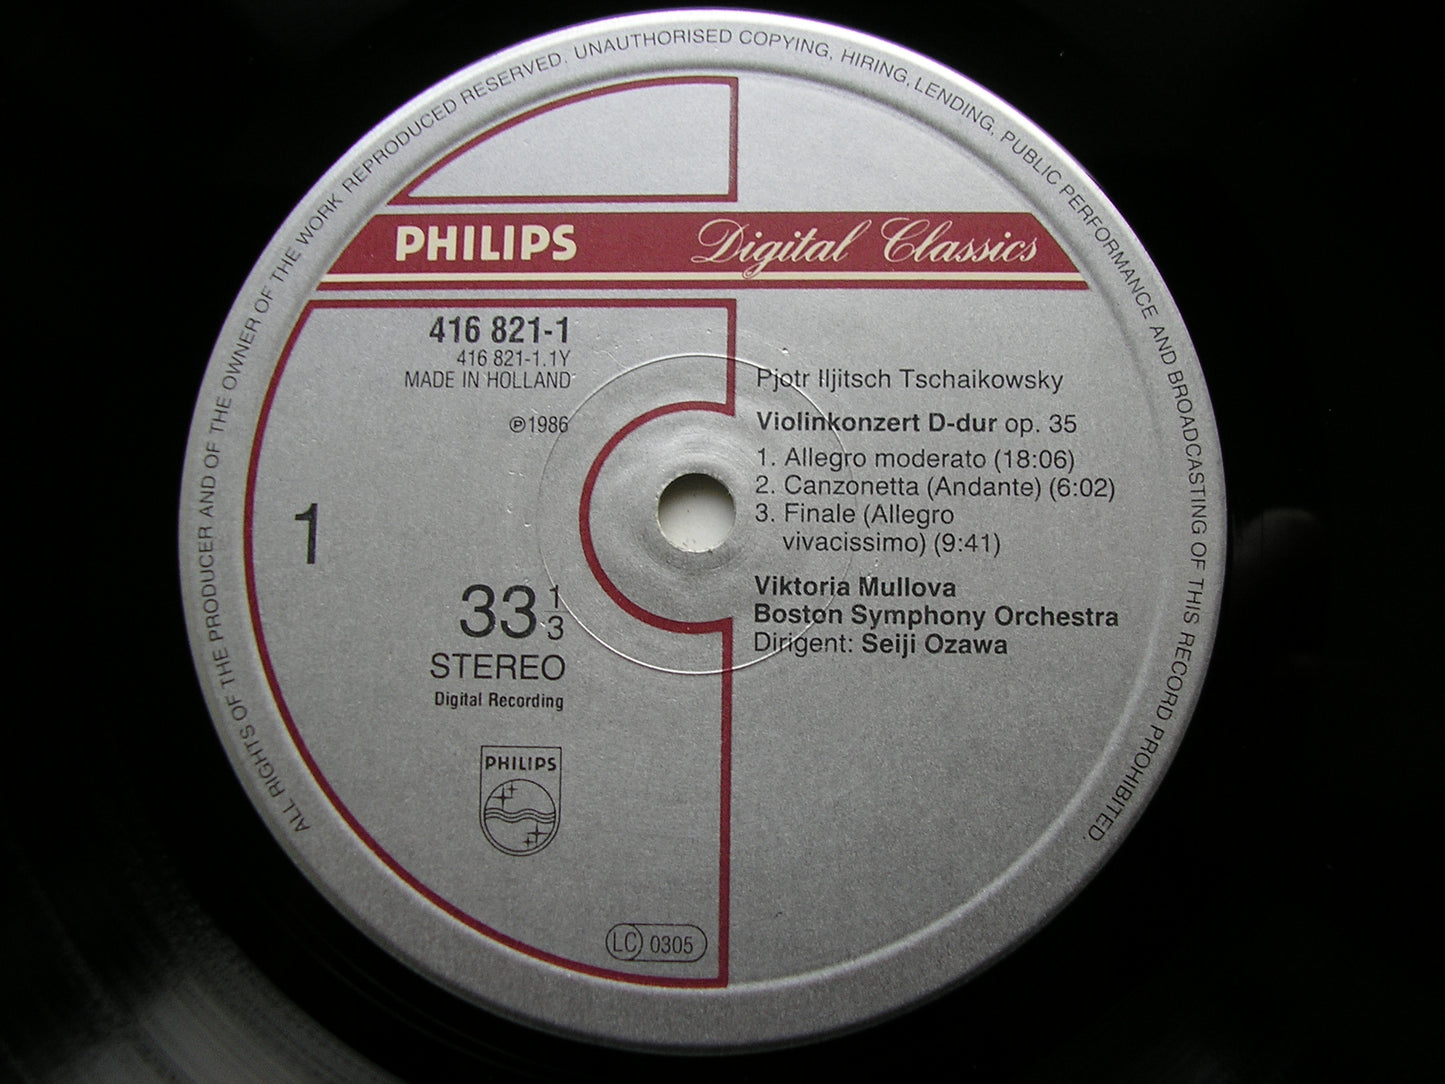 ALL RIGHTS OF THE PRODUCER AND OF THE OWNER OF THE WORK REPRODUCED RESERVED. UNAUTHORISED COPYING, HIRING, LENDING, PUBLIC PERFORMANCE AND BROADCASTING OF THIS RECORD PROHIBITED.
PHILIPS Digital Classics
416 821-1
416 821-1.1Y
MADE IN HOLLAND
℗1986
1
33 1/3
STEREO
Digital Recording
PHILIPS
LC 0305
Pjotr Iljitsch Tschaikowsky
Violinkonzert D-dur op. 35
1. Allegro moderato (18:06)
2. Canzonetta (Andante) (6:02)
3. Finale (Allegro
vivacissimo) (9:41)
Viktoria Mullova
Boston Symphony Orchestra
Dirigent: Seiji Ozawa